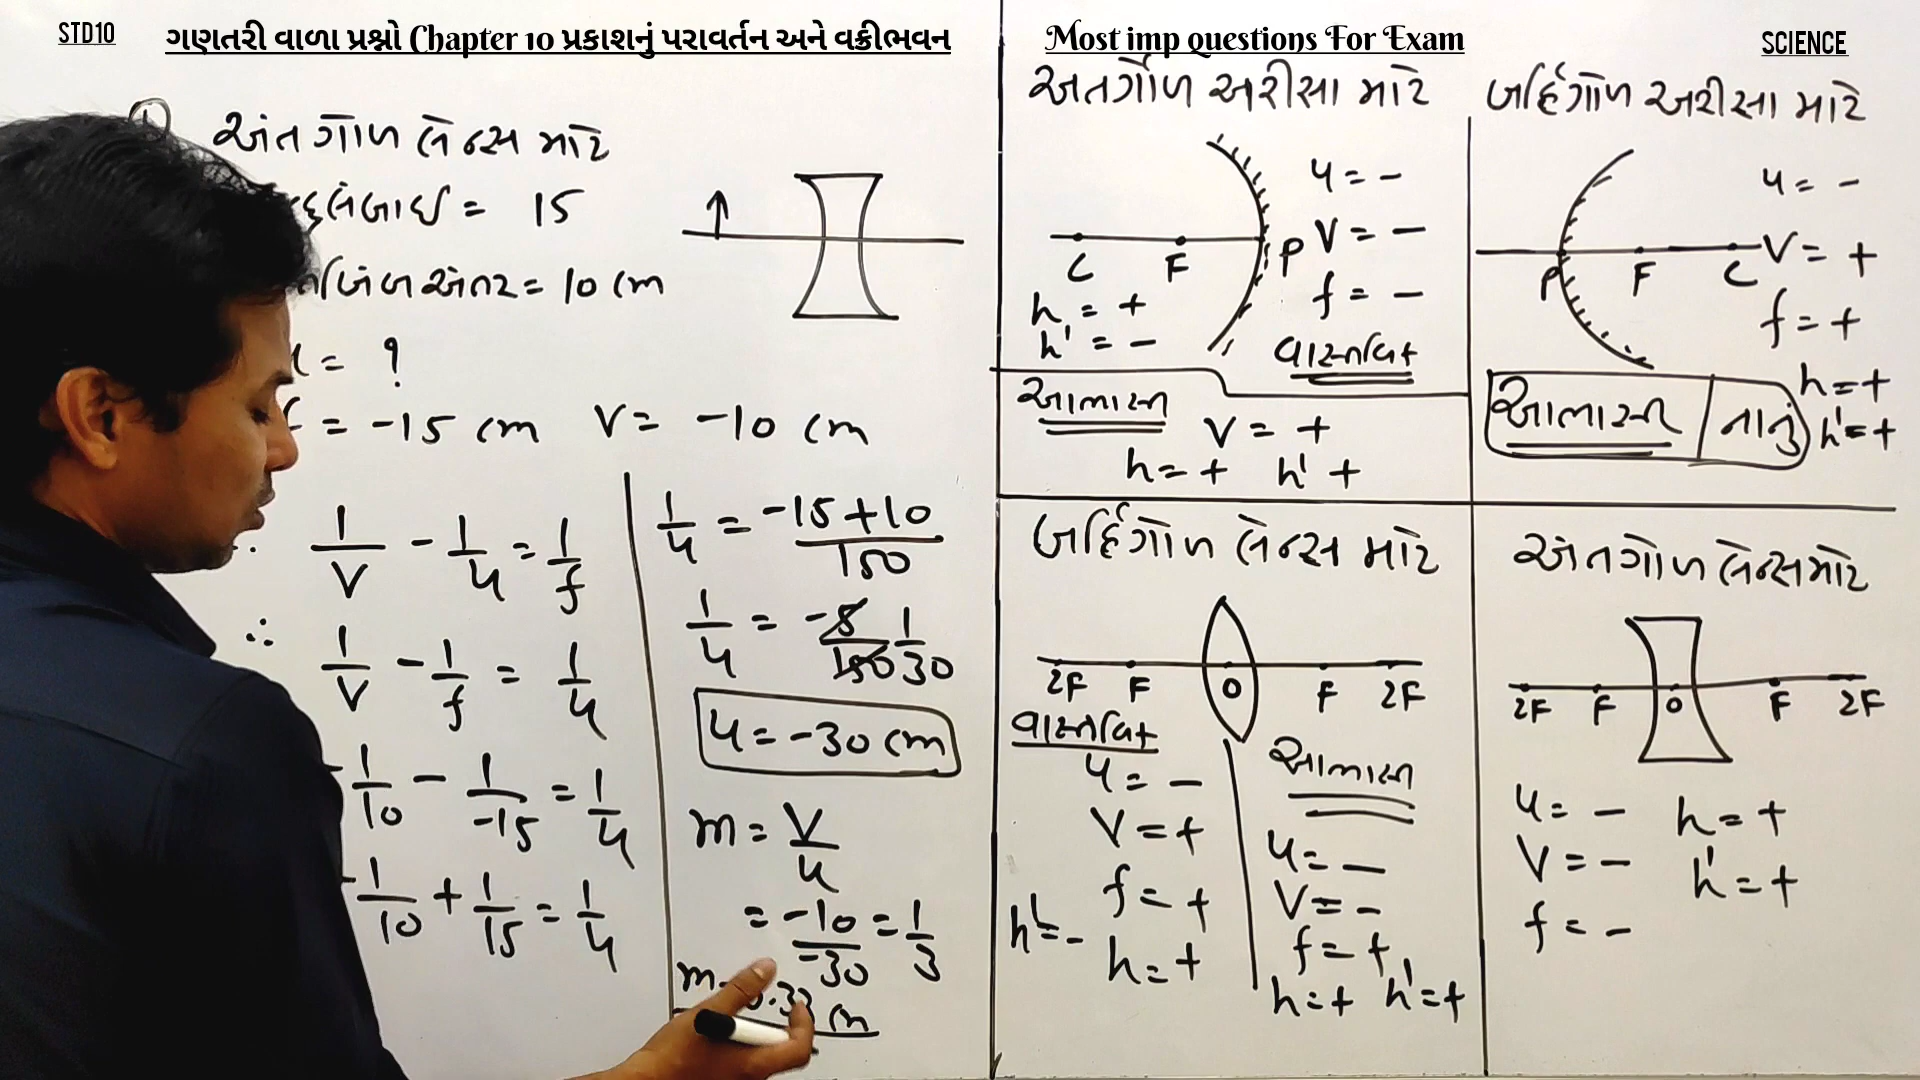 STD10
ગણતરી વાળા પ્રશ્નો Chapter 10 પ્રકાશનું પરાવર્તન અને વક્રીભવન
Most imp questions For Exam
SCIENCE
અંતર્ગોળ લેન્સ માટે
= 15
અંતર = 10 cm
= ?
= -15 cm V = -10 cm
1/V - 1/u = 1/f
∴ 1/V - 1/f = 1/u
1/10 - 1/-15 = 1/u
-1/10 + 1/15 = 1/u
1/u = -15+10/150
1/u = -5/150 1/30
u = -30 cm
m = V/u
= -10/-30 = 1/3
અતર્ગોળ અરીસા માટે
C F P
u = -
V = -
f = -
h = +
h' = -
વાસ્તવિક
આભાસી
V = +
h = + h' +
બહિર્ગોળ અરીસા માટે
P F C
u = -
V = +
f = +
h = +
h' = +
આભાસી નાનું
બહિર્ગોળ લેન્સ માટે
2F F O F 2F
વાસ્તવિક
u = -
V = +
f = +
h' = -
h = +
આભાસી
u = -
V = -
f = +
h = + h' = +
અંતર્ગોળ લેન્સ માટે
2F F O F 2F
u = - h = +
V = - h' = +
f = -